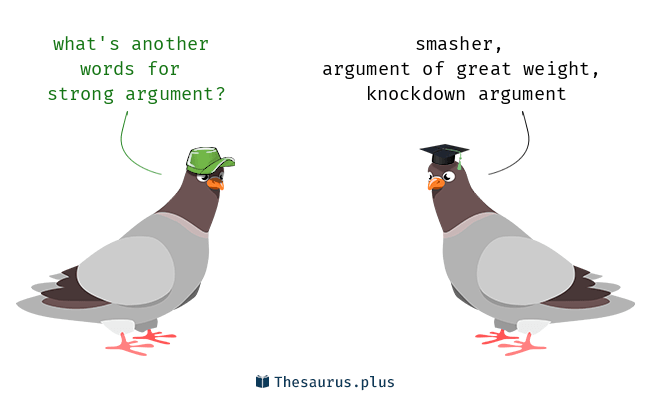 what's another
words for
strong argument?
smasher,
argument of great weight,
knockdown argument
Thesaurus.plus